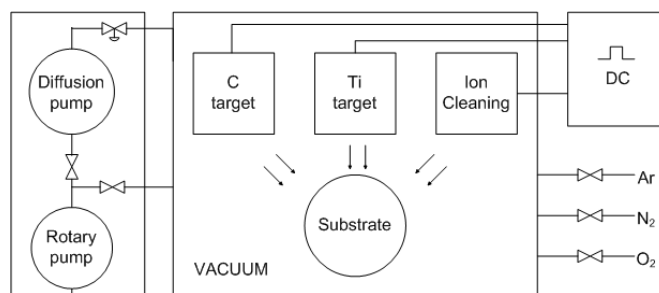 Diffusion
pump
C
target
Ti
target
Ion
Cleaning
DC
Substrate
Rotary
pump
VACUUM
Ar
N₂
O₂